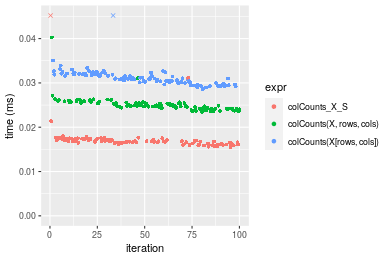 0.04
0.03
0.02
0.01
0.00
time (ms)
0
25
50
75
100
iteration
expr
colCounts_X_S
colCounts(X, rows, cols)
colCounts(X[rows, cols])